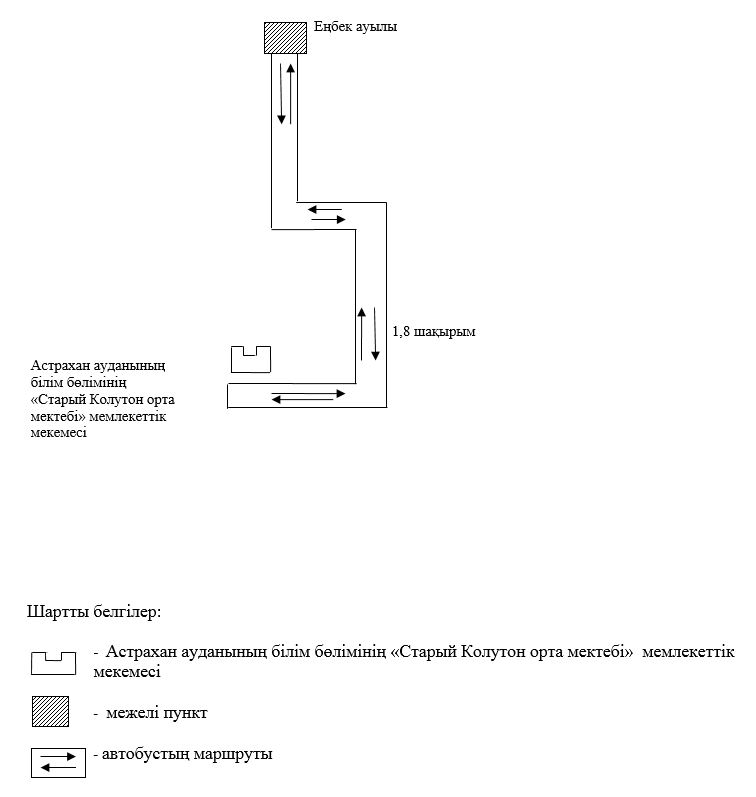 Еңбек ауылы
1,8 шақырым
Астрахан ауданының
білім бөлімінің
«Старый Колутон орта
мектебі» мемлекеттік
мекемесі
Шартты белгілер:
- Астрахан ауданының білім бөлімінің «Старый Колутон орта мектебі» мемлекеттік
мекемесі
- межелі пункт
- автобустың маршруты